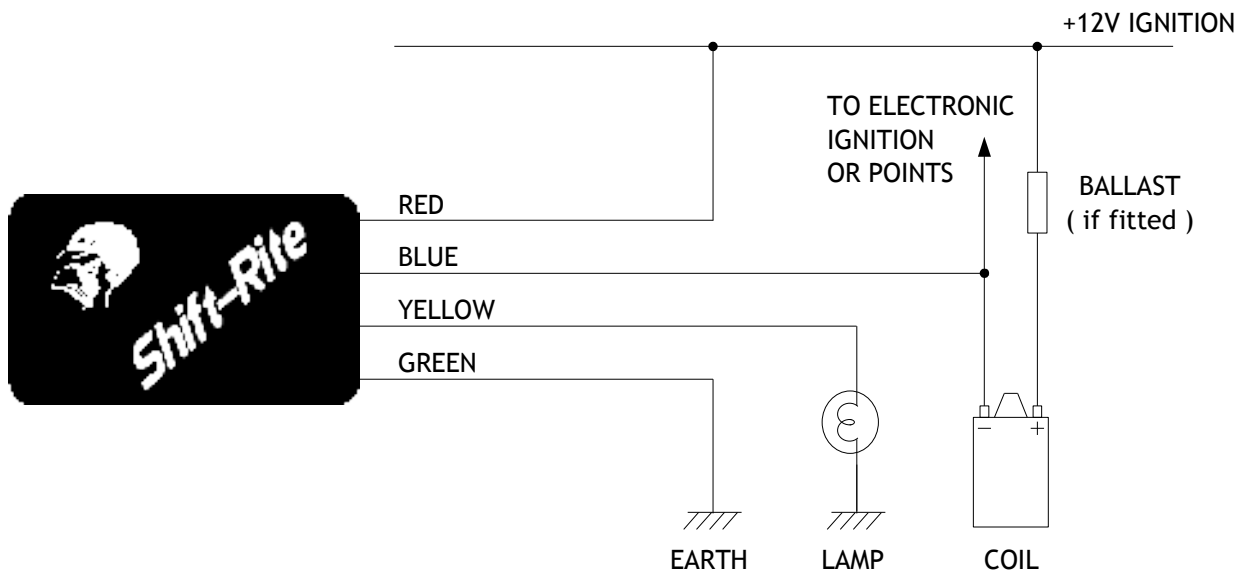 +12V IGNITION
TO ELECTRONIC
IGNITION
OR POINTS
BALLAST
( if fitted )
RED
BLUE
YELLOW
GREEN
Shift-Rite
− +
EARTH
LAMP
COIL